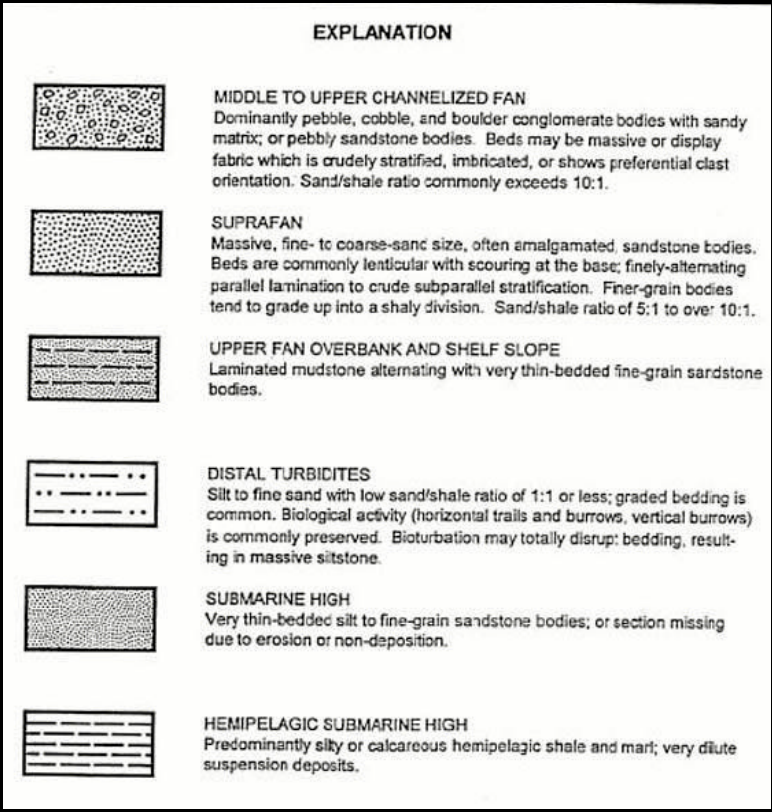 EXPLANATION
MIDDLE TO UPPER CHANNELIZED FAN
Dominantly pebble, cobble, and boulder conglomerate bodies with sandy
matrix; or pebbly sandstone bodies. Beds may be massive or display
fabric which is crudely stratified, imbricated, or shows preferential clast
orientation. Sand/shale ratio commonly exceeds 10:1.
SUPRAFAN
Massive, fine- to coarse-sand size, often amalgamated, sandstone bodies.
Beds are commonly lenticular with scouring at the base; finely-alternating
parallel lamination to crude subparallel stratification. Finer-grain bodies
tend to grade up into a shaly division. Sand/shale ratio of 5:1 to over 10:1.
UPPER FAN OVERBANK AND SHELF SLOPE
Laminated mudstone alternating with very thin-bedded fine-grain sandstone
bodies.
DISTAL TURBIDITES
Silt to fine sand with low sand/shale ratio of 1:1 or less; graded bedding is
common. Biological activity (horizontal trails and burrows, vertical burrows)
is commonly preserved. Bioturbation may totally disrupt bedding, result-
ing in massive siltstone.
SUBMARINE HIGH
Very thin-bedded silt to fine-grain sandstone bodies; or section missing
due to erosion or non-deposition.
HEMIPELAGIC SUBMARINE HIGH
Predominantly silty or calcareous hemipelagic shale and marl; very dilute
suspension deposits.